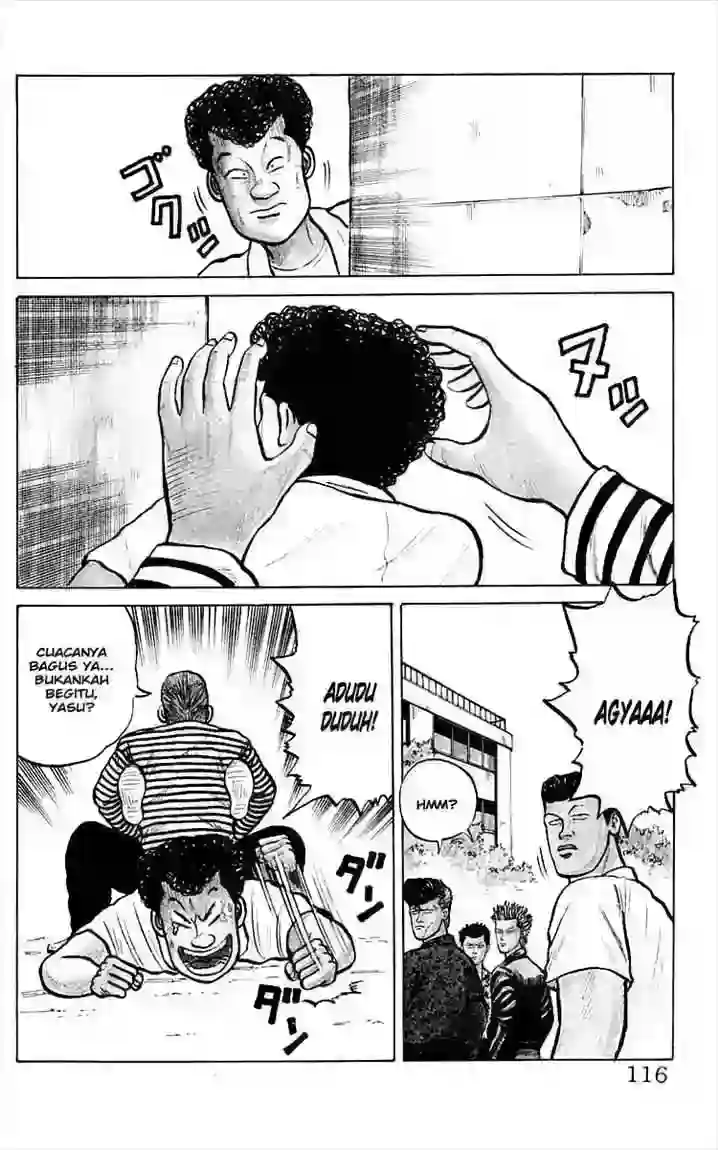 ゴクッ
マッ
AGYAAA!
HMM?
ADUDU
DUDUH!
CUACANYA
BAGUS YA...
BUKANKAH
BEGITU,
YASU?
ダン
ダン
116